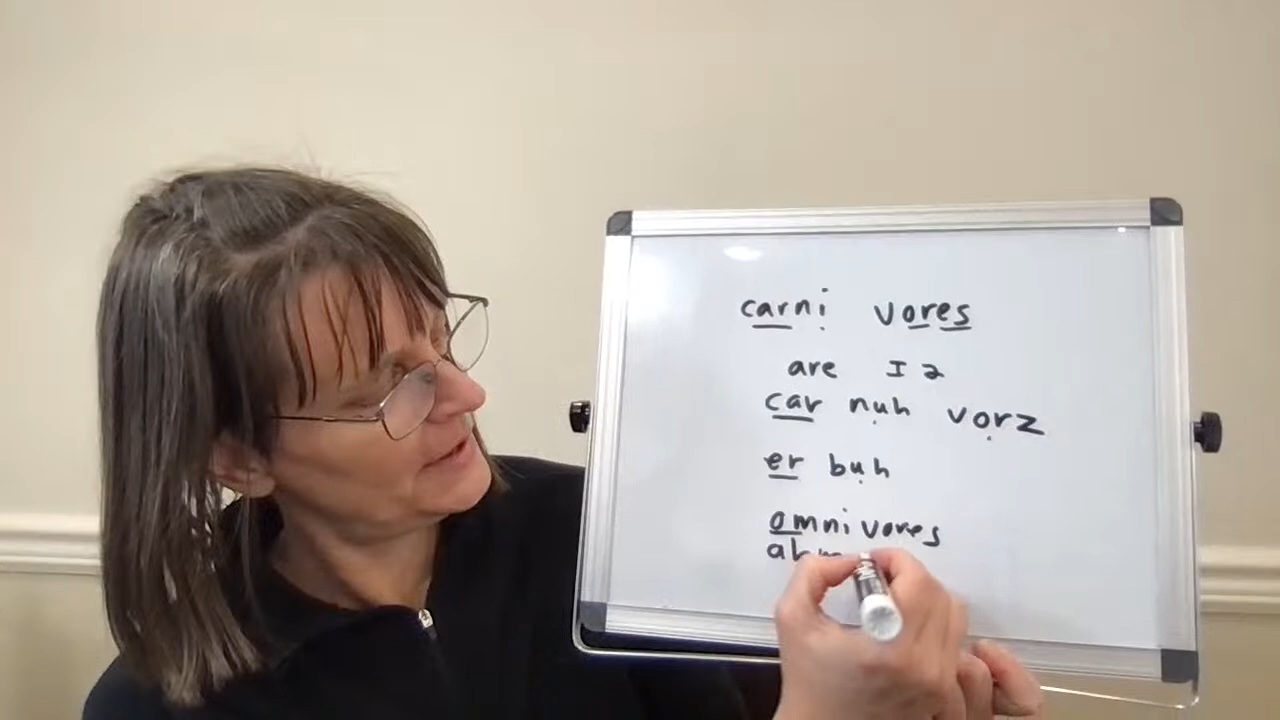 carni vores
are I 2
car nuh vorz
er buh
omni vores